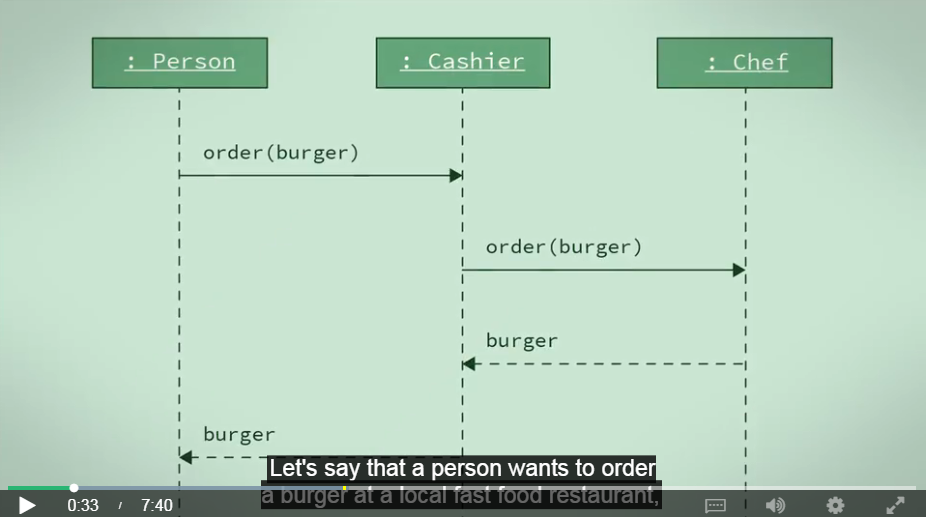 : Person
: Cashier
: Chef
order(burger)
order(burger)
burger
burger
Let's say that a person wants to order
a burger at a local fast food restaurant,
0:33 / 7:40